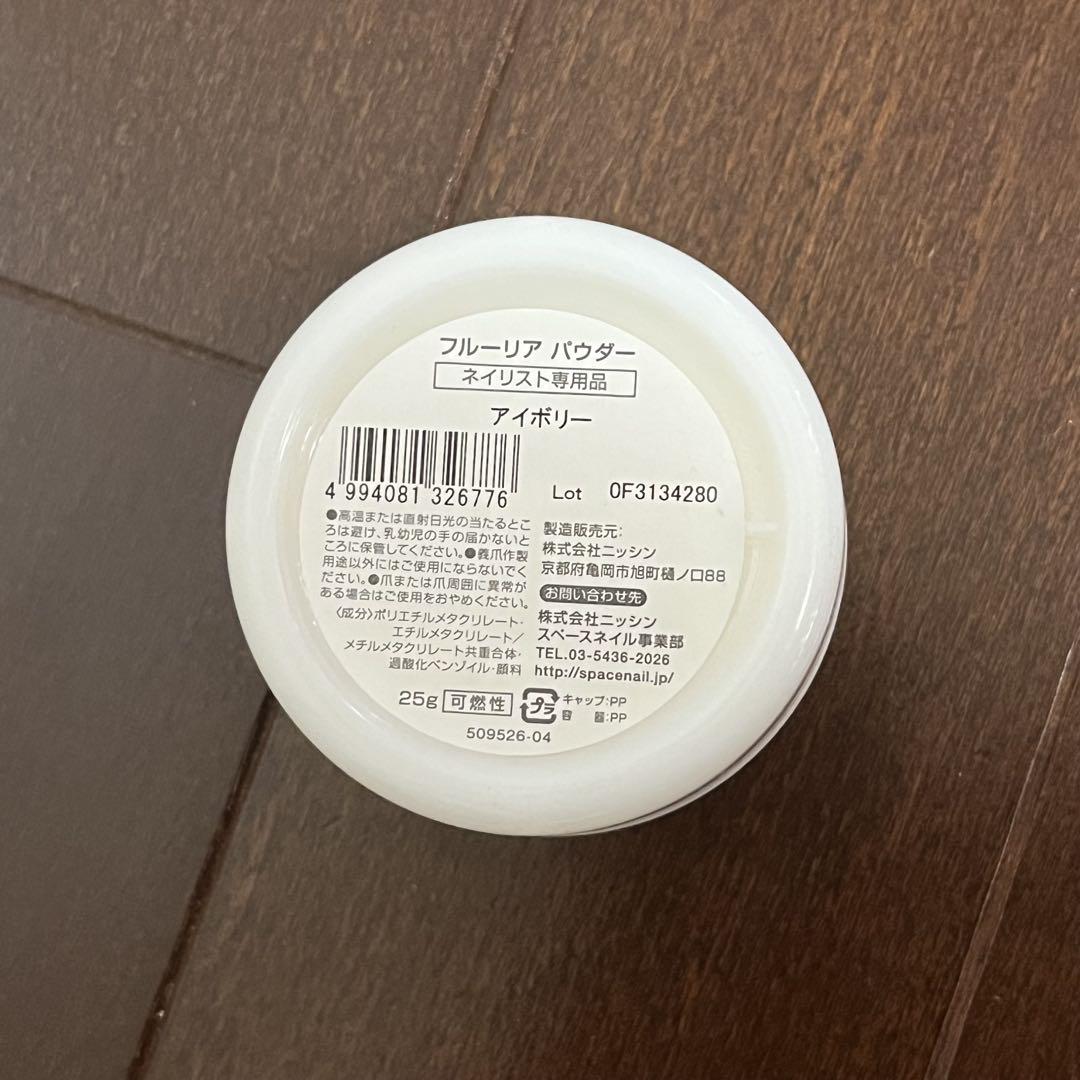 フルーリア パウダー
ネイリスト専用品
アイボリー
4 994081 326776
Lot 0F3134280
●高温または直射日光の当たるとこ
ろは避け、乳幼児の手の届かないと
ころに保管してください。●義爪作製
用途以外にはご使用にならないでく
ださい。●爪または爪周囲に異常が
ある場合はご使用をおやめください。
〈成分〉ポリエチルメタクリレート・
エチルメタクリレート/
メチルメタクリレート共重合体・
過酸化ベンゾイル・顔料
製造販売元:
株式会社ニッシン
京都府亀岡市旭町樋ノ口88
お問い合わせ先
株式会社ニッシン
スペースネイル事業部
TEL.03-5436-2026
http://spacenail.jp/
25g 可燃性 プラ キャップ:PP
容器:PP
509526-04